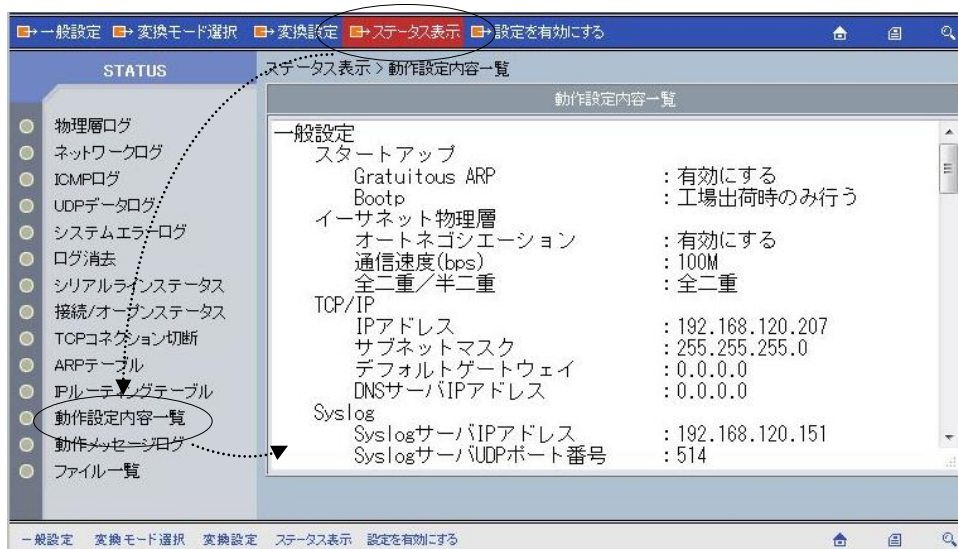 一般設定 変換モード選択 変換設定 ステータス表示 設定を有効にする
STATUS
ステータス表示>動作設定内容一覧
動作設定内容一覧
物理層ログ
ネットワークログ
ICMPログ
UDPデータログ
システムエラーログ
ログ消去
シリアルラインステータス
接続/オープンステータス
TCPコネクション切断
ARPテーブル
IPルーティングテーブル
動作設定内容一覧
動作メッセージログ
ファイル一覧
一般設定
スタートアップ
Gratuitous ARP :有効にする
Bootp :工場出荷時のみ行う
イーサネット物理層
オートネゴシエーション :有効にする
通信速度(bps) :100M
全二重/半二重 :全二重
TCP/IP
IPアドレス :192.168.120.207
サブネットマスク :255.255.255.0
デフォルトゲートウェイ :0.0.0.0
DNSサーバIPアドレス :0.0.0.0
Syslog
SyslogサーバIPアドレス :192.168.120.151
SyslogサーバUDPポート番号 :514
一般設定 変換モード選択 変換設定 ステータス表示 設定を有効にする